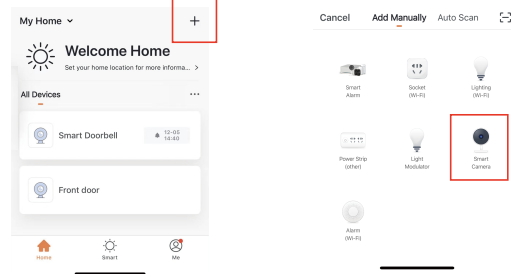 My Home
Welcome Home
Set your home location for more informa...
All Devices
Smart Doorbell
12-05
14:40
Front door
Home
Smart
Me
Cancel
Add Manually
Auto Scan
Smart
Alarm
Socket
(Wi-Fi)
Lighting
(Wi-Fi)
Power Strip
(other)
Light
Modulator
Smart
Camera
Alarm
(Wi-Fi)